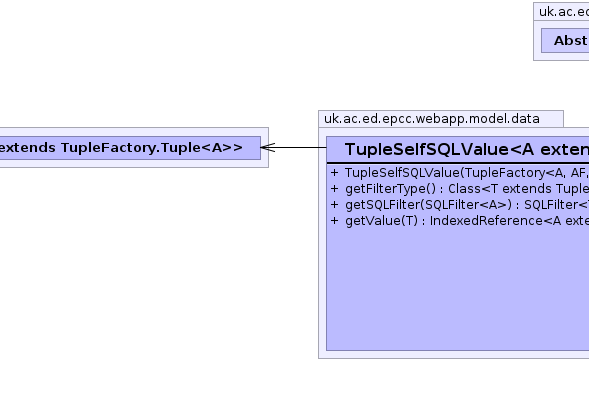 uk.ac.ed
Abst
uk.ac.ed.epcc.webapp.model.data
extends TupleFactory.Tuple<A>>
TupleSelfSQLValue<A exten
+ TupleSelfSQLValue(TupleFactory<A, AF,
+ getFilterType() : Class<T extends Tuple
+ getSQLFilter(SQLFilter<A>) : SQLFilter<
+ getValue(T) : IndexedReference<A exte